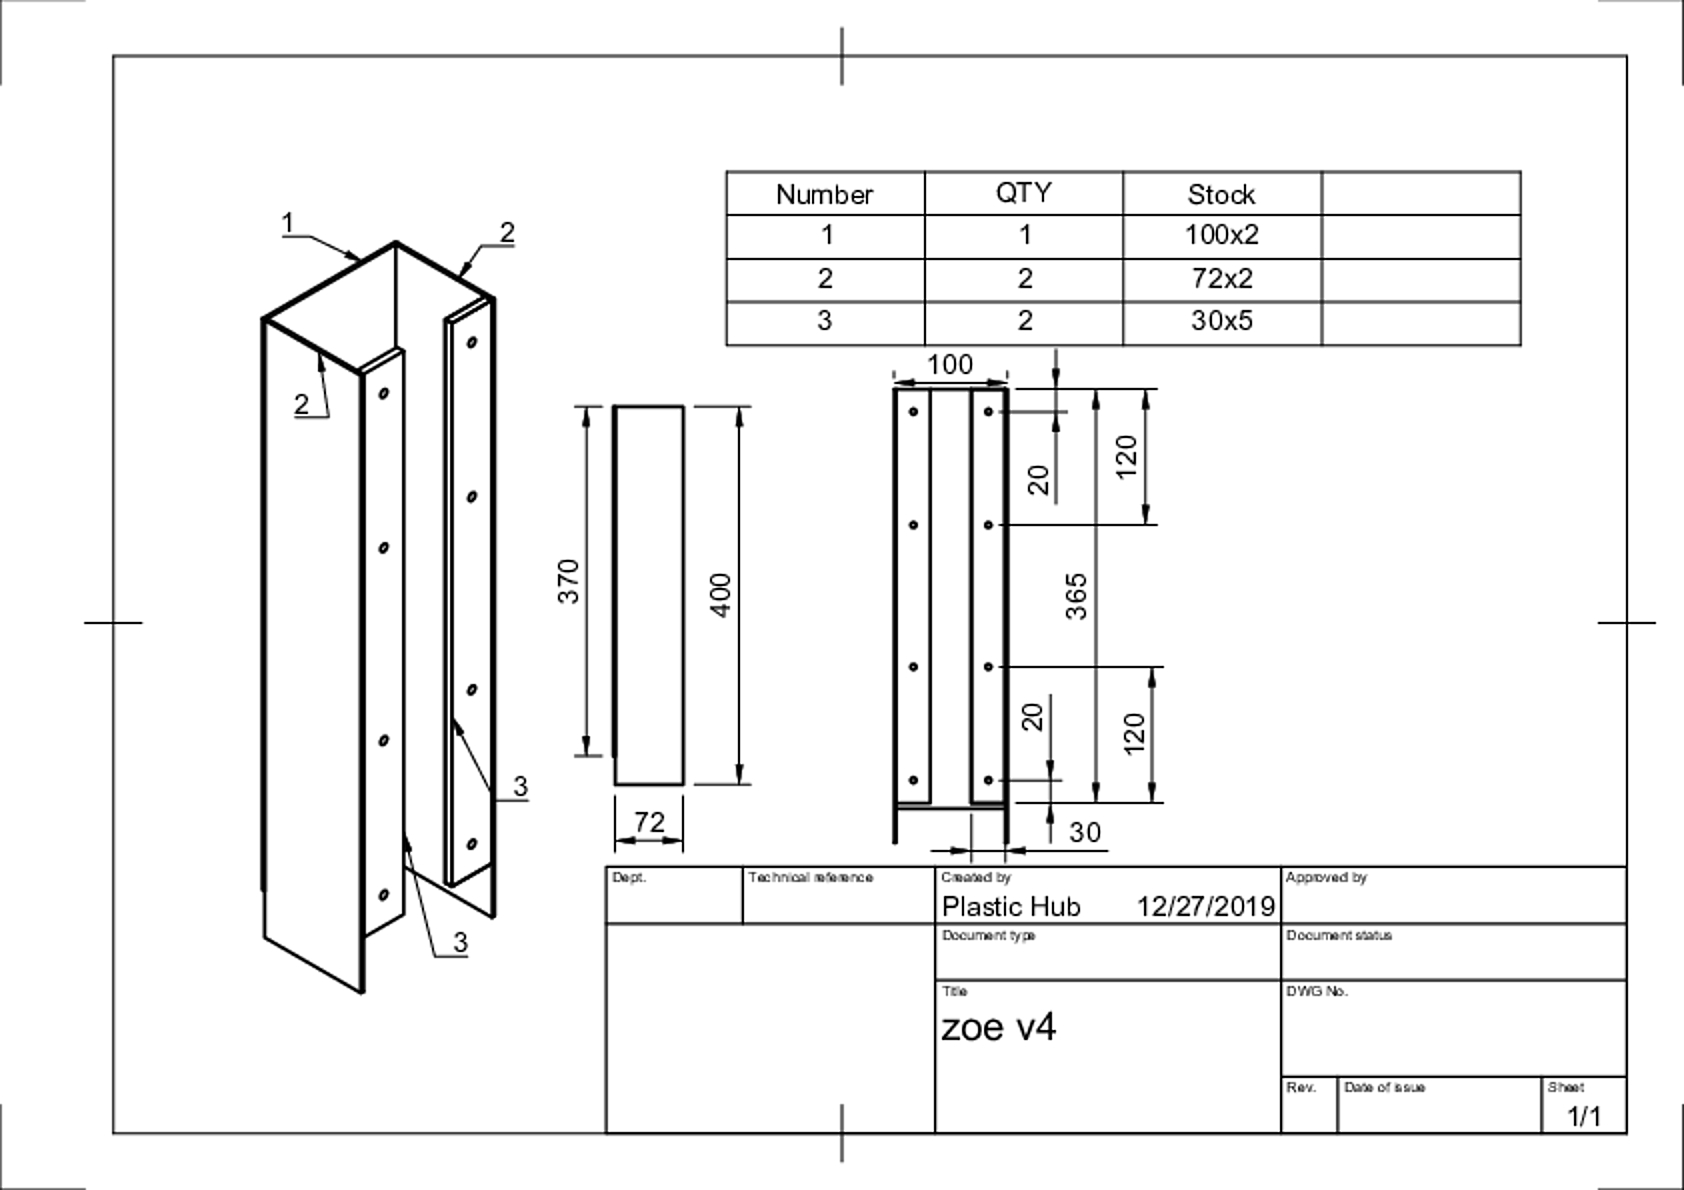 Number QTY Stock
1 1 100x2
2 2 72x2
3 2 30x5
1
2
2
3
3
370
400
72
100
20
120
365
20
120
30
Dept.
Technical reference
Created by
Plastic Hub 12/27/2019
Approved by
Document type
Document status
Title
zoe v4
DWG No.
Rev.
Date of issue
Sheet
1/1